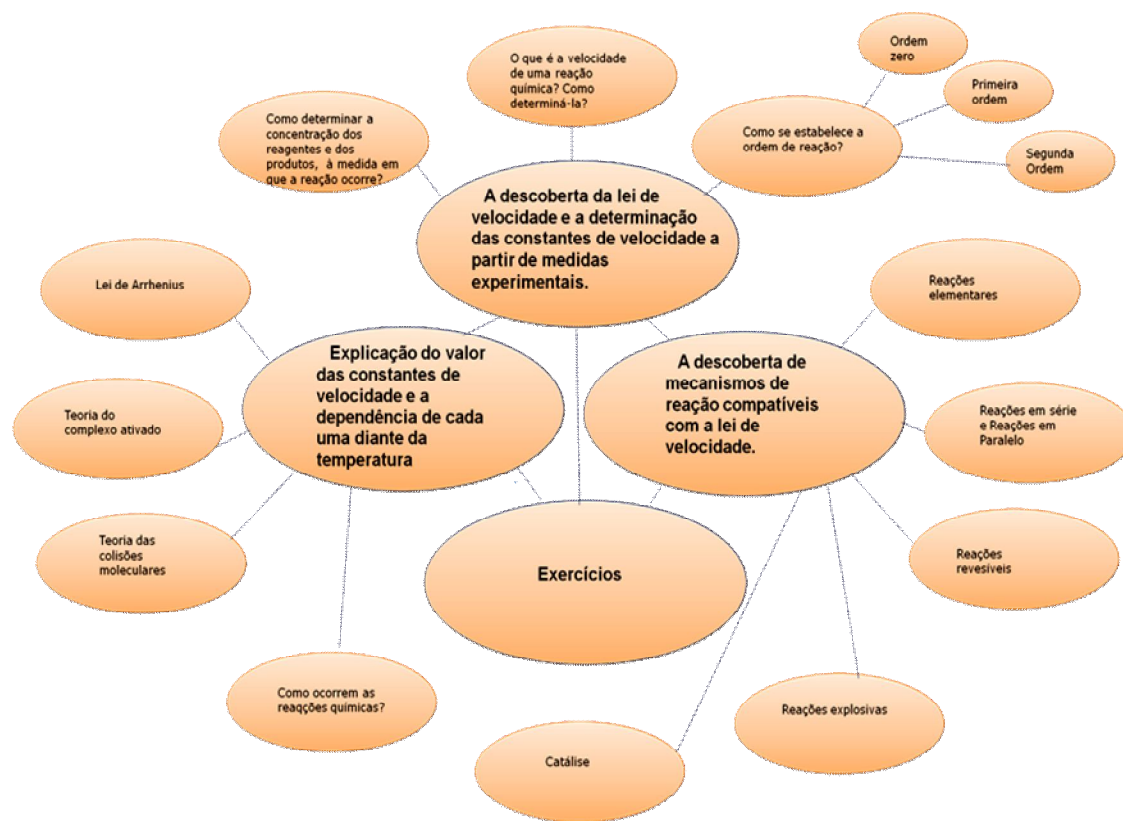 O que é a velocidade
de uma reação
química? Como
determiná-la?
Ordem
zero
Primeira
ordem
Segunda
Ordem
Como se estabelece a
ordem de reação?
Como determinar a
concentração dos
reagentes e dos
produtos, à medida em
que a reação ocorre?
A descoberta da lei de
velocidade e a determinação
das constantes de velocidade a
partir de medidas
experimentais.
Lei de Arrhenius
Reações
elementares
Explicação do valor
das constantes de
velocidade e a
dependência de cada
uma diante da
temperatura
A descoberta de
mecanismos de
reação compatíveis
com a lei de
velocidade.
Teoria do
complexo ativado
Reações em série
e Reações em
Paralelo
Teoria das
colisões
moleculares
Exercícios
Reações
revesíveis
Como ocorrem as
reaqções químicas?
Reações explosivas
Catálise